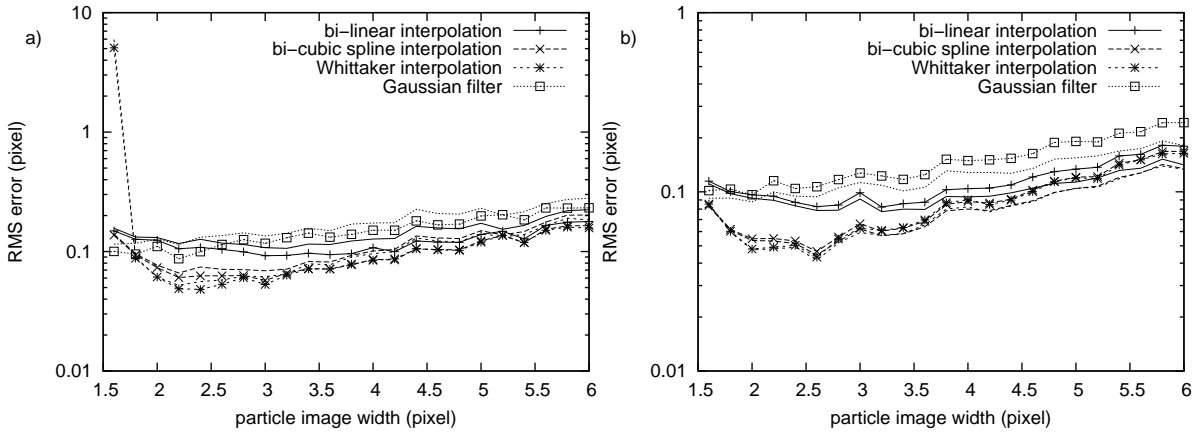 a)
RMS error (pixel)
10
1
0.1
0.01
bi-linear interpolation
bi-cubic spline interpolation
Whittaker interpolation
Gaussian filter
1.5 2 2.5 3 3.5 4 4.5 5 5.5 6
particle image width (pixel)
b)
RMS error (pixel)
1
0.1
0.01
bi-linear interpolation
bi-cubic spline interpolation
Whittaker interpolation
Gaussian filter
1.5 2 2.5 3 3.5 4 4.5 5 5.5 6
particle image width (pixel)